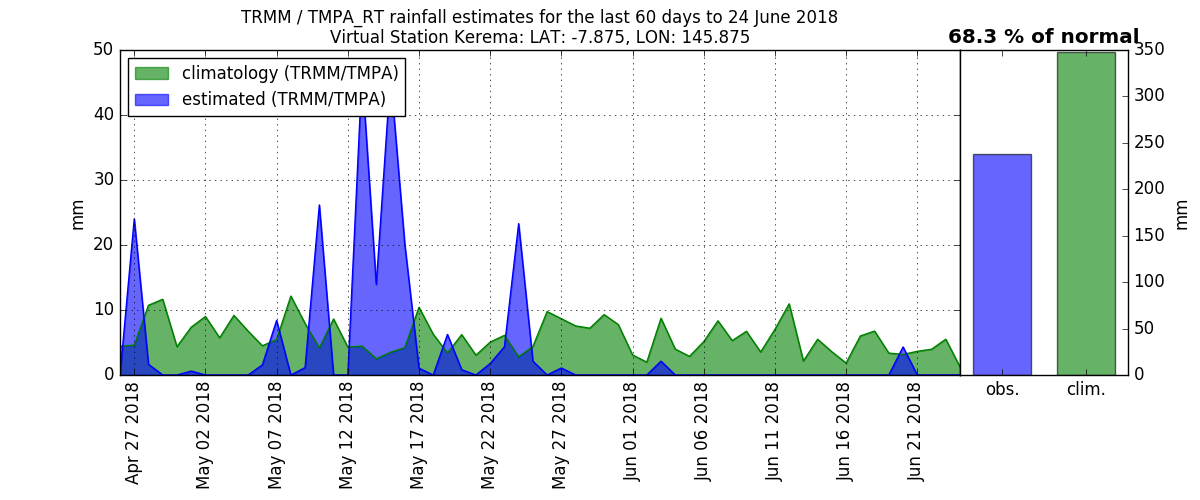 TRMM / TMPA_RT rainfall estimates for the last 60 days to 24 June 2018
Virtual Station Kerema: LAT: -7.875, LON: 145.875
68.3 % of normal
climatology (TRMM/TMPA)
estimated (TRMM/TMPA)
50
40
30
20
10
0
mm
Apr 27 2018
May 02 2018
May 07 2018
May 12 2018
May 17 2018
May 22 2018
May 27 2018
Jun 01 2018
Jun 06 2018
Jun 11 2018
Jun 16 2018
Jun 21 2018
obs.
clim.
350
300
250
200
150
100
50
0
mm